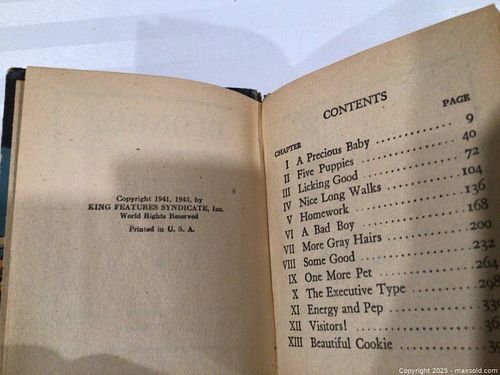 Copyright 1941, 1943, by
KING FEATURES SYNDICATE, Inc.
World Rights Reserved
Printed in U. S. A.
CONTENTS
CHAPTER PAGE
I A Precious Baby 9
II Five Puppies 40
III Licking Good 72
IV Nice Long Walks 104
V Homework 136
VI A Bad Boy 168
VII More Gray Hairs 200
VIII Some Good 232
IX One More Pet 264
X The Executive Type 298
XI Energy and Pep
XII Visitors!
XIII Beautiful Cookie
Copyright 2025 - maxsold.com